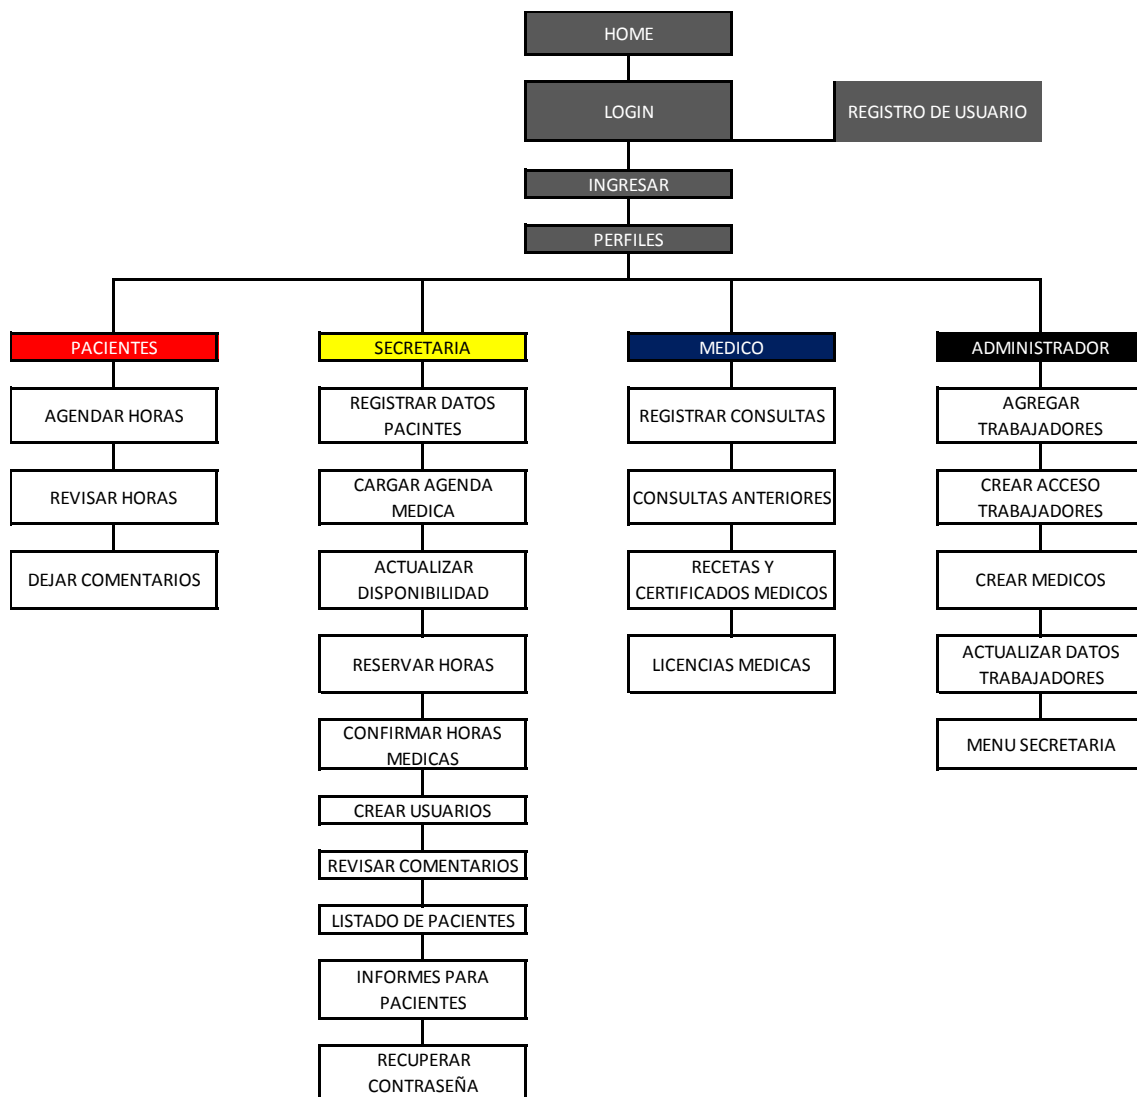 HOME
LOGIN
REGISTRO DE USUARIO
INGRESAR
PERFILES
PACIENTES
AGENDAR HORAS
REVISAR HORAS
DEJAR COMENTARIOS
SECRETARIA
REGISTRAR DATOS
PACINTES
CARGAR AGENDA
MEDICA
ACTUALIZAR
DISPONIBILIDAD
RESERVAR HORAS
CONFIRMAR HORAS
MEDICAS
CREAR USUARIOS
REVISAR COMENTARIOS
LISTADO DE PACIENTES
INFORMES PARA
PACIENTES
RECUPERAR
CONTRASEÑA
MEDICO
REGISTRAR CONSULTAS
CONSULTAS ANTERIORES
RECETAS Y
CERTIFICADOS MEDICOS
LICENCIAS MEDICAS
ADMINISTRADOR
AGREGAR
TRABAJADORES
CREAR ACCESO
TRABAJADORES
CREAR MEDICOS
ACTUALIZAR DATOS
TRABAJADORES
MENU SECRETARIA